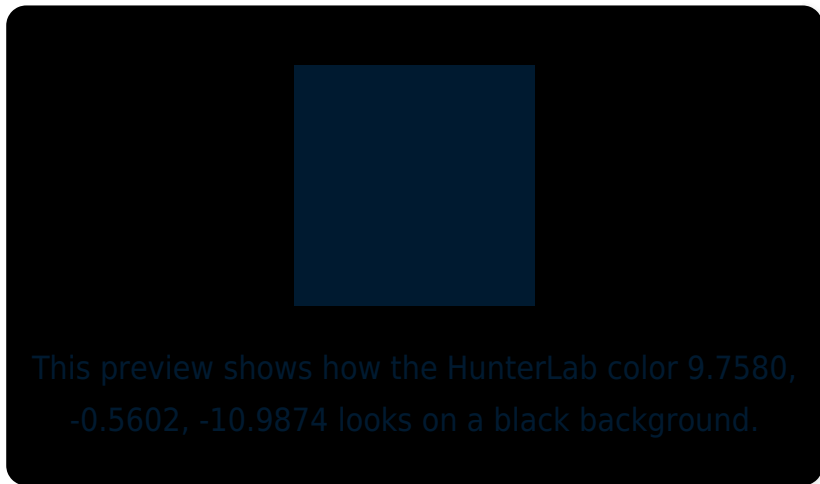 This preview shows how the HunterLab color 9.7580,
-0.5602, -10.9874 looks on a black background.